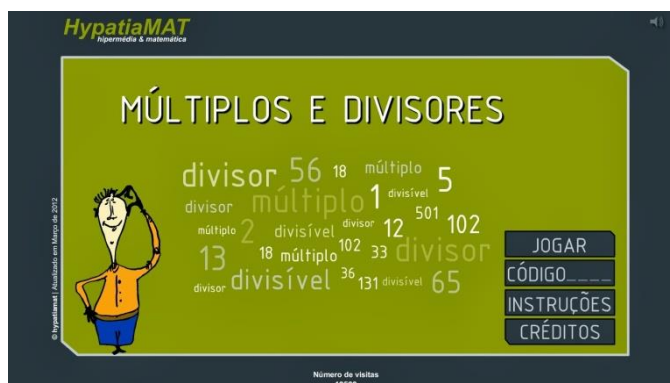 HypatiaMAT
hipermédia & matemática
MÚLTIPLOS E DIVISORES
divisor 56 18 múltiplo
divisor múltiplo 1 divisível 5
múltiplo 2 divisível divisor 12 501 102
13 18 múltiplo 102 33 divisor
divisor divisível 36 131 divisível 65
JOGAR
CÓDIGO____
INSTRUÇÕES
CRÉDITOS
© hypatiamat | Atualizado em Março de 2012
Número de visitas